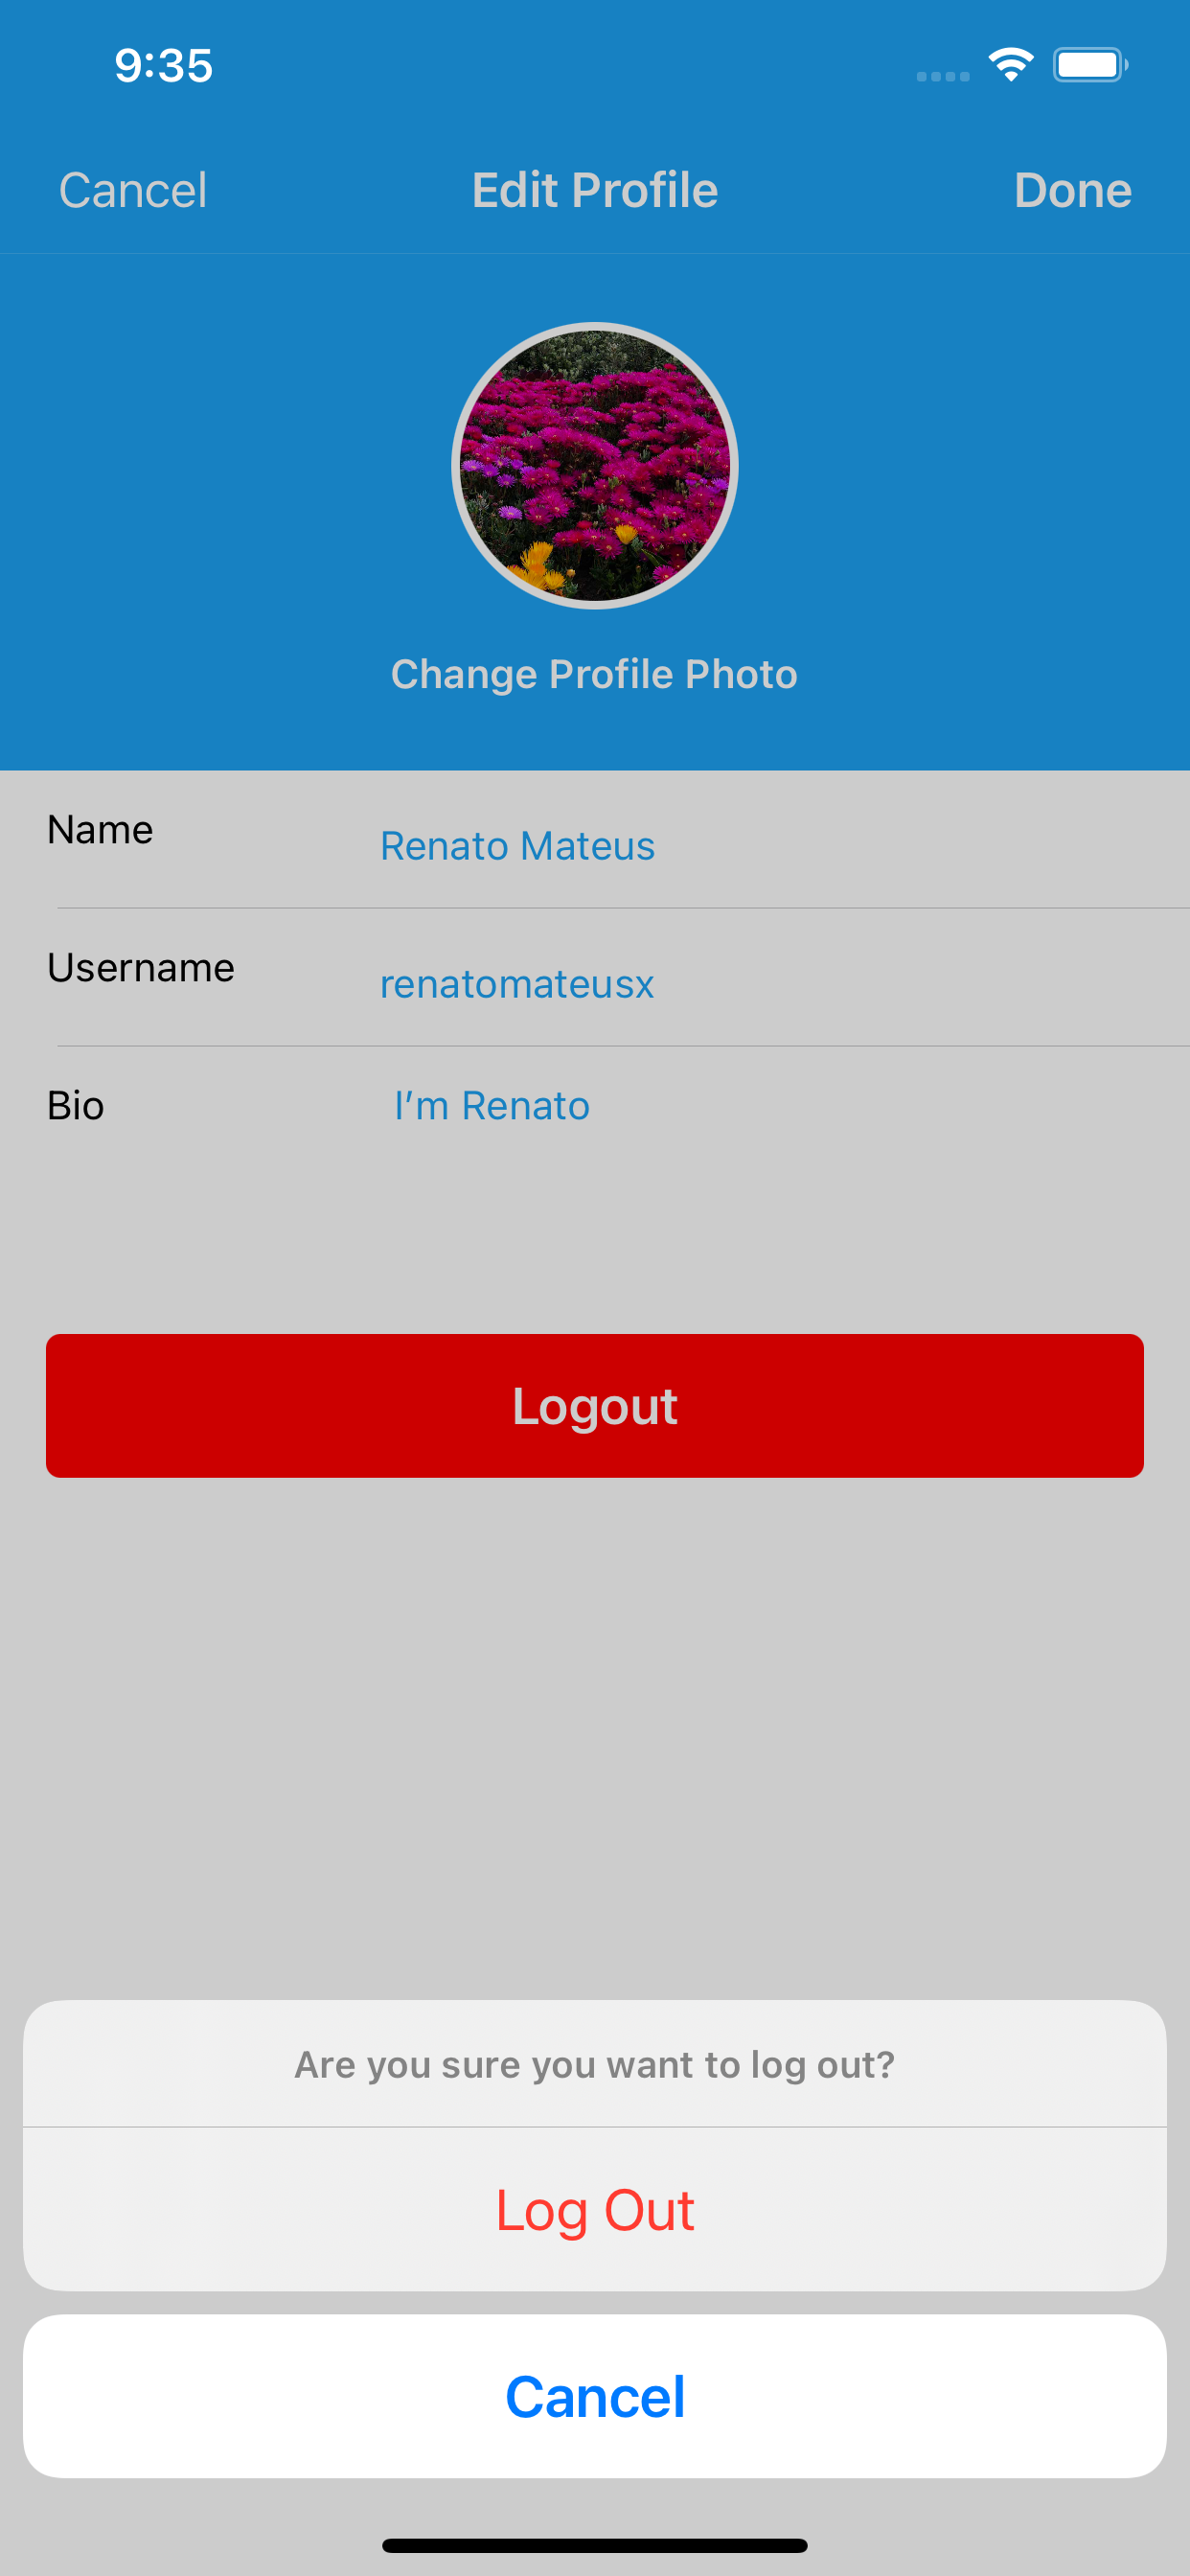 9:35
Cancel Edit Profile Done
Change Profile Photo
Name Renato Mateus
Username renatomateusx
Bio I’m Renato
Logout
Are you sure you want to log out?
Log Out
Cancel